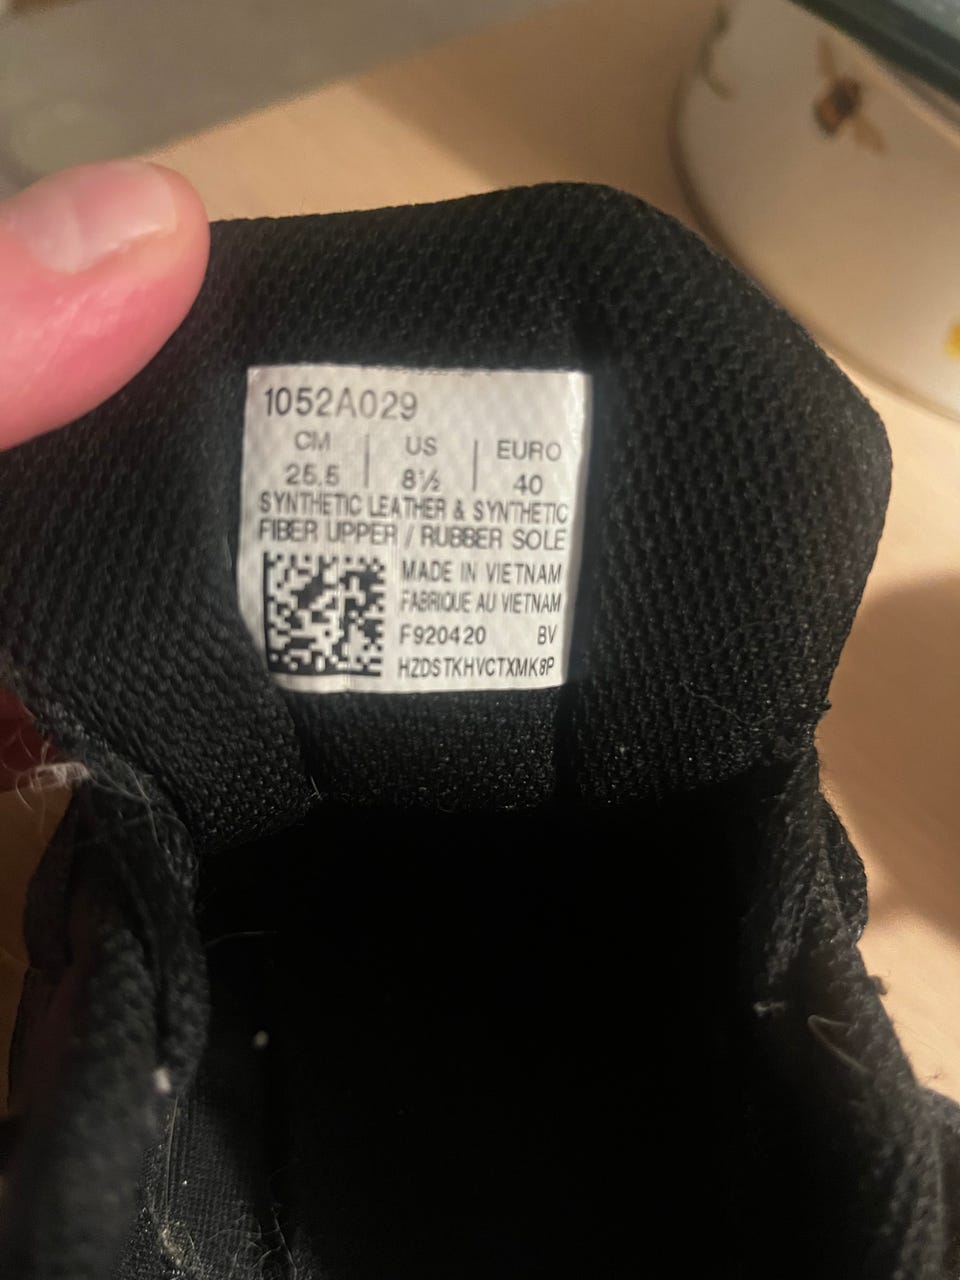 1052A029
CM | US | EURO
25.5 | 8½ | 40
SYNTHETIC LEATHER & SYNTHETIC
FIBER UPPER / RUBBER SOLE
MADE IN VIETNAM
FABRIQUE AU VIETNAM
F920420 BV
HZDSTKHVCTXMK8P